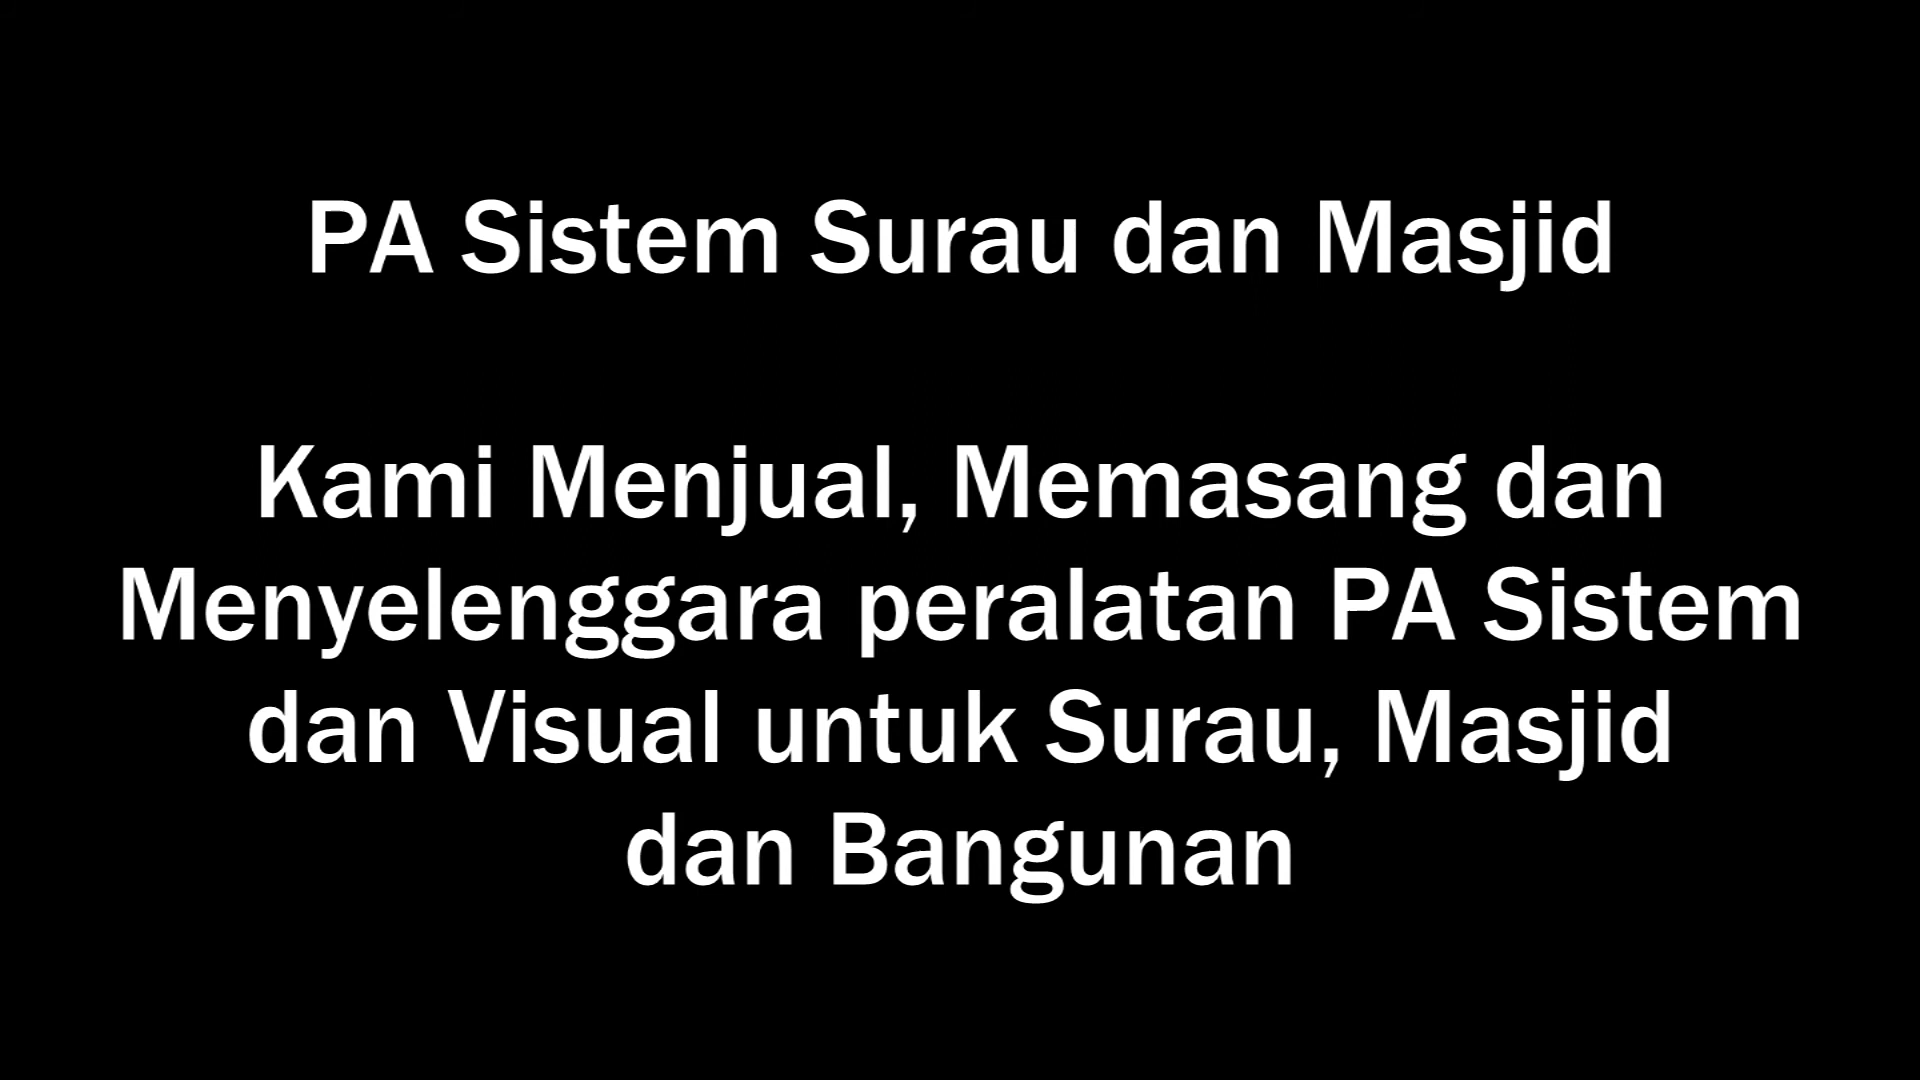 PA Sistem Surau dan Masjid
Kami Menjual, Memasang dan
Menyelenggara peralatan PA Sistem
dan Visual untuk Surau, Masjid
dan Bangunan